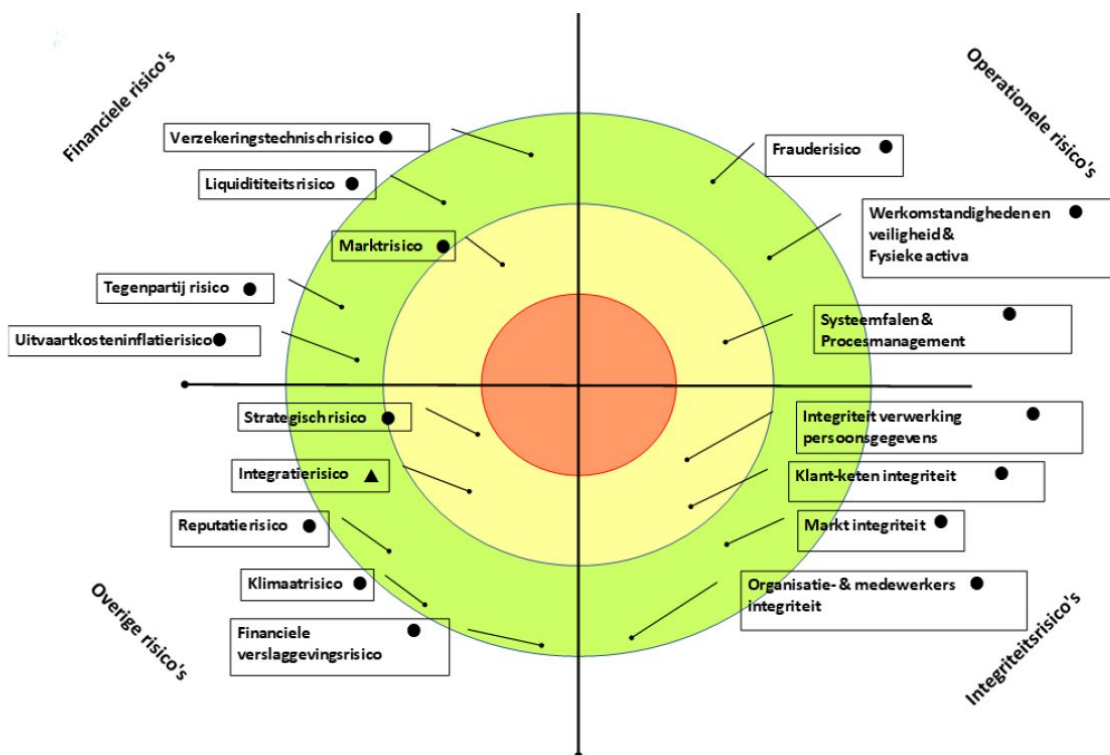 Financiele risico's
Verzekeringstechnisch risico
Liquidititeitsrisico
Marktrisico
Tegenpartij risico
Uitvaartkosteninflatierisico
Operationele risico's
Frauderisico
Werkomstandigheden en
veiligheid &
Fysieke activa
Systeemfalen &
Procesmanagement
Strategisch risico
Integratierisico
Reputatierisico
Klimaatrisico
Financiele
verslaggevingsrisico
Overige risico's
Integriteit verwerking
persoonsgegevens
Klant-keten integriteit
Markt integriteit
Organisatie- & medewerkers
integriteit
Integriteitsrisico's